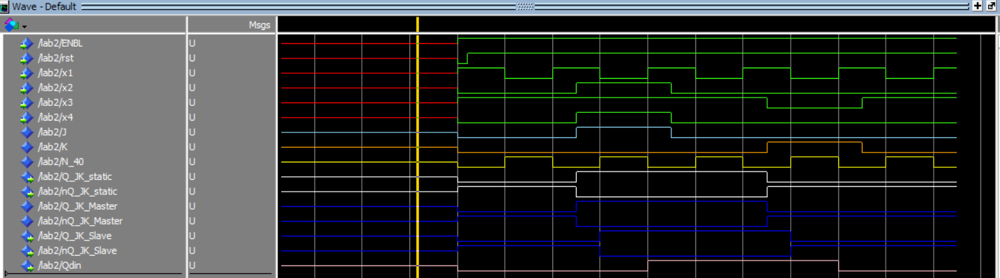 Wave - Default
Msgs
/lab2/ENBL U
/lab2/rst U
/lab2/x1 U
/lab2/x2 U
/lab2/x3 U
/lab2/x4 U
/lab2/J U
/lab2/K U
/lab2/N_40 U
/lab2/Q_JK_static U
/lab2/nQ_JK_static U
/lab2/Q_JK_Master U
/lab2/nQ_JK_Master U
/lab2/Q_JK_Slave U
/lab2/nQ_JK_Slave U
/lab2/Qdin U